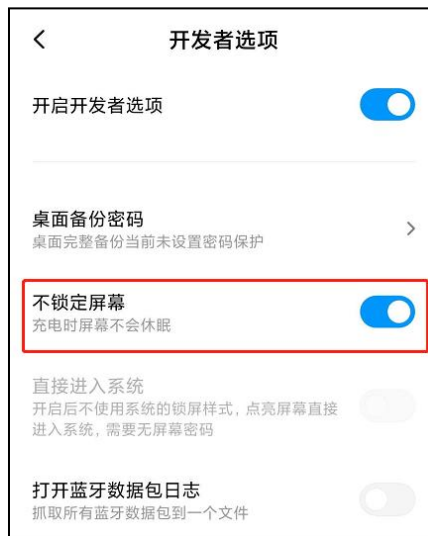 开发者选项
开启开发者选项
桌面备份密码
桌面完整备份当前未设置密码保护
不锁定屏幕
充电时屏幕不会休眠
直接进入系统
开启后不使用系统的锁屏样式，点亮屏幕直接
进入系统，需要无屏幕密码
打开蓝牙数据包日志
抓取所有蓝牙数据包到一个文件